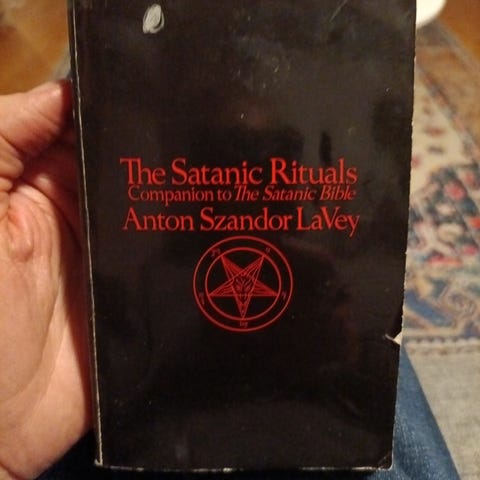 The Satanic Rituals
Companion to The Satanic Bible
Anton Szandor LaVey